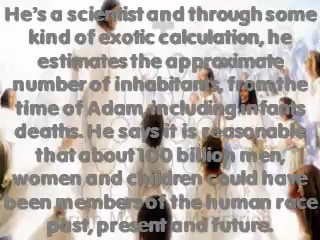 He's a scientist and through some
kind of exotic calculation, he
estimates the approximate
number of inhabitants, from the
time of Adam, including infants
deaths. He says it is reasonable
that about 100 billion men,
women and children could have
been members of the human race
past, present and future.